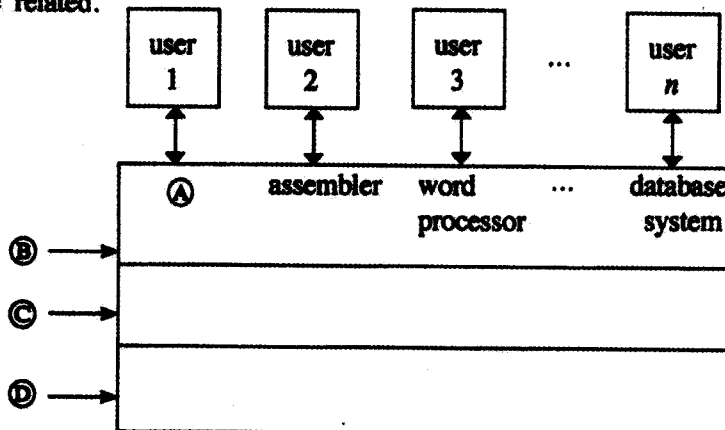 related.
user user user ... user
1 2 3 n
Ⓐ assembler word ... database
processor system
Ⓑ
Ⓒ
Ⓓ